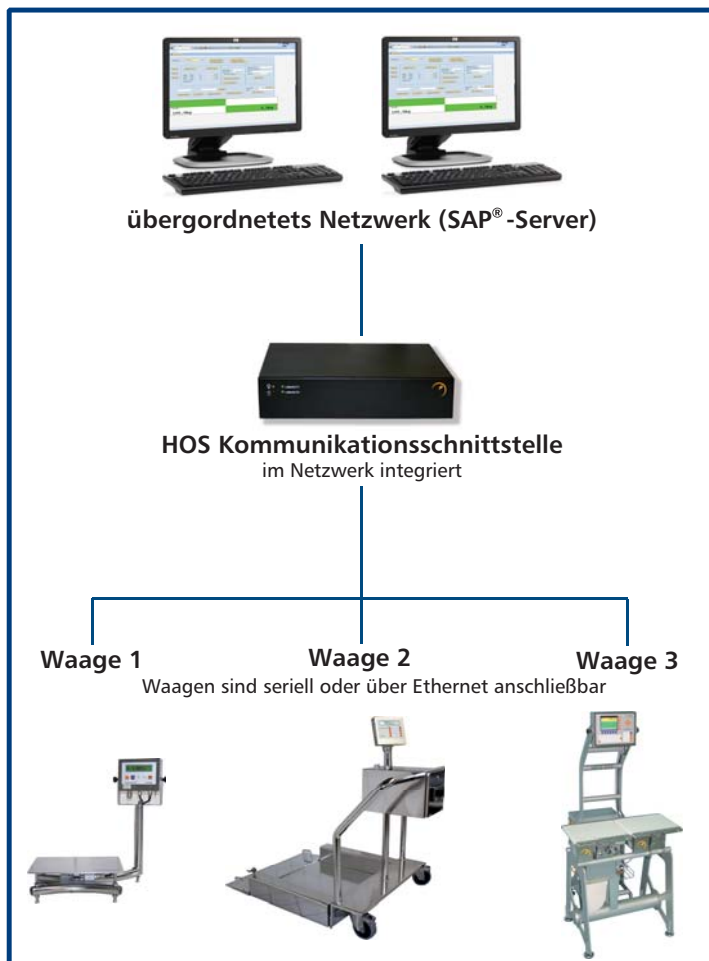 übergordnetets Netzwerk (SAP® -Server)
HOS Kommunikationsschnittstelle
im Netzwerk integriert
Waage 1
Waage 2
Waage 3
Waagen sind seriell oder über Ethernet anschließbar